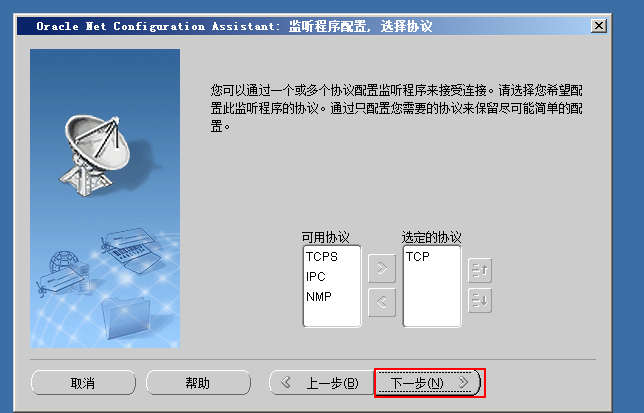 Oracle Net Configuration Assistant: 监听程序配置, 选择协议
您可以通过一个或多个协议配置监听程序来接受连接。请选择您希望配
置此监听程序的协议。通过只配置您需要的协议来保留尽可能简单的配
置。
可用协议
选定的协议
TCPS
IPC
NMP
TCP
取消
帮助
上一步(B)
下一步(N)